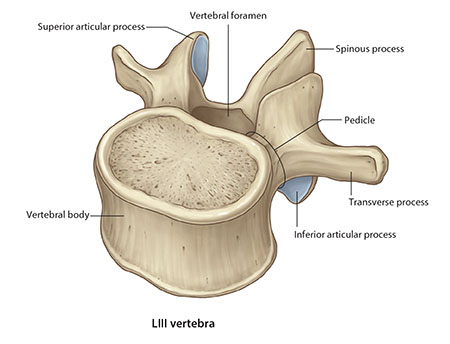 Vertebral foramen
Superior articular process
Spinous process
Pedicle
Transverse process
Vertebral body
Inferior articular process
LIII vertebra